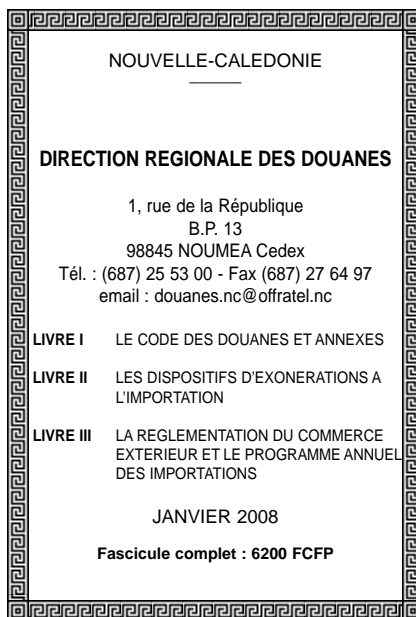 NOUVELLE-CALEDONIE
DIRECTION REGIONALE DES DOUANES
1, rue de la République
B.P. 13
98845 NOUMEA Cedex
Tél. : (687) 25 53 00 - Fax (687) 27 64 97
email : douanes.nc@offratel.nc
LIVRE I LE CODE DES DOUANES ET ANNEXES
LIVRE II LES DISPOSITIFS D'EXONERATIONS A
L'IMPORTATION
LIVRE III LA REGLEMENTATION DU COMMERCE
EXTERIEUR ET LE PROGRAMME ANNUEL
DES IMPORTATIONS
JANVIER 2008
Fascicule complet : 6200 FCFP